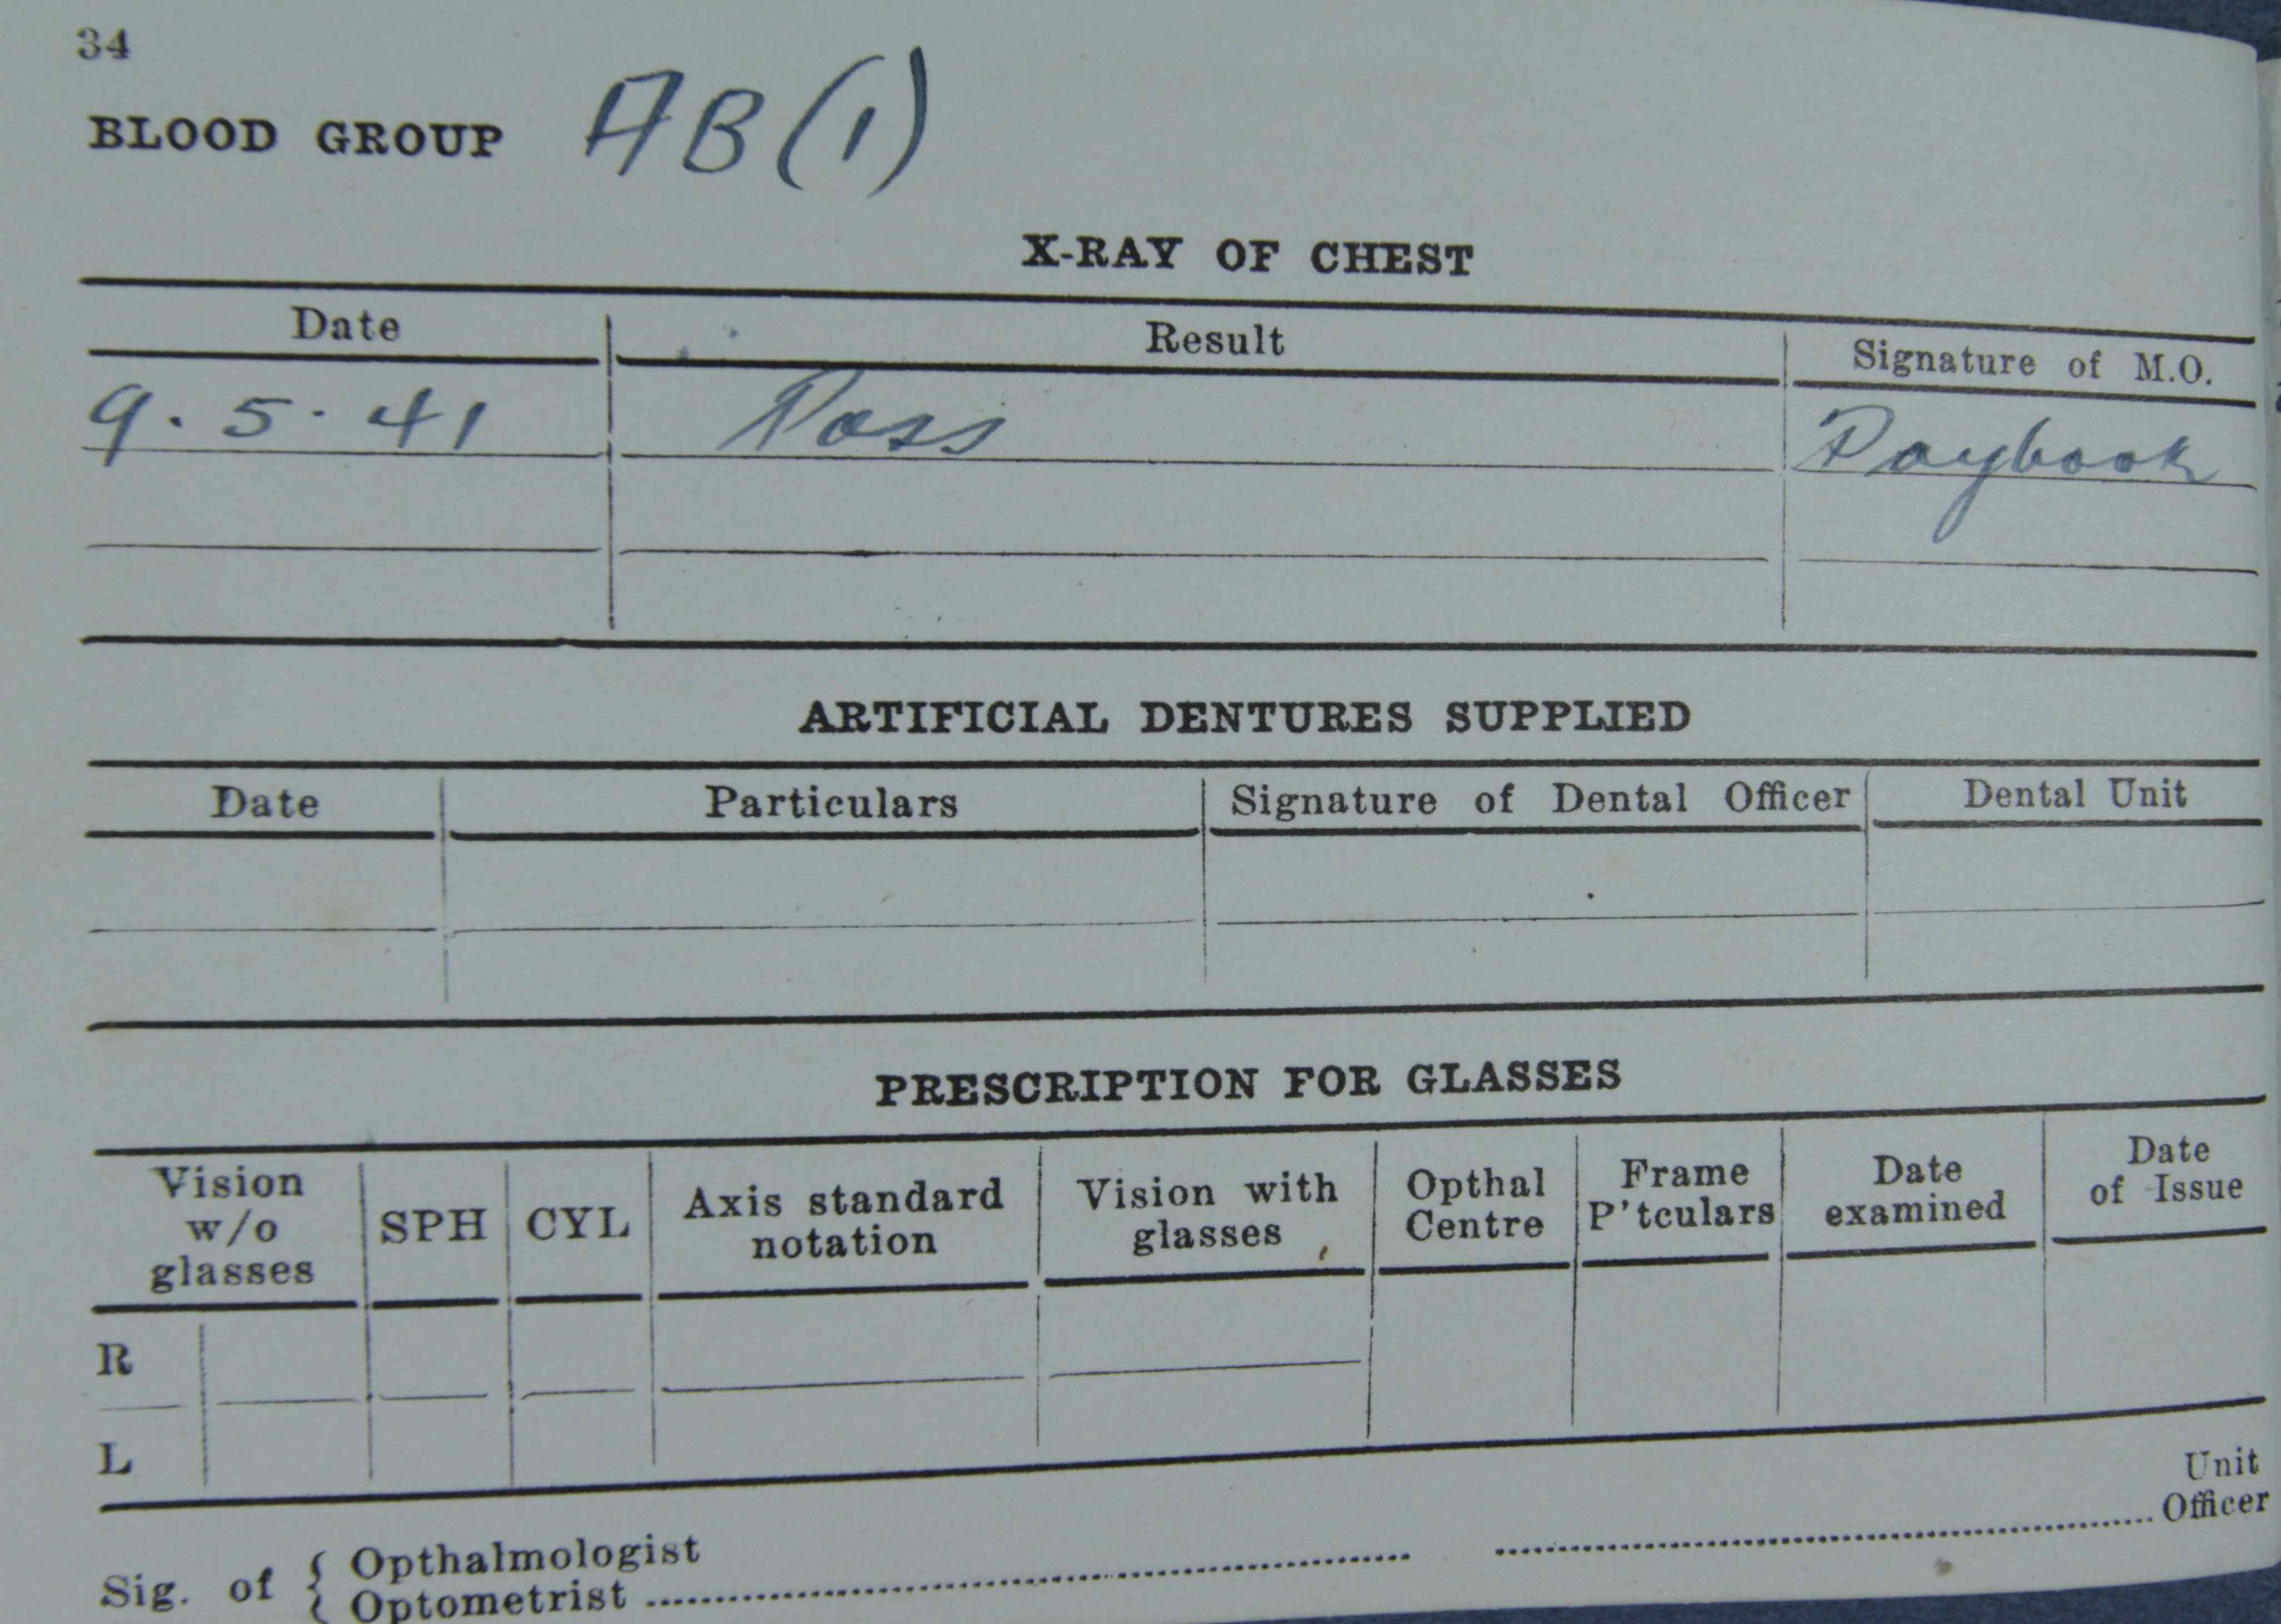 34
BLOOD GROUP AB(1)
X-RAY OF CHEST
Date Result Signature of M.O.
9.5.41 Pass Paybook
ARTIFICIAL DENTURES SUPPLIED
Date Particulars Signature of Dental Officer Dental Unit
PRESCRIPTION FOR GLASSES
Vision w/o glasses SPH CYL Axis standard notation Vision with glasses Opthal Centre Frame P'tculars Date examined Date of Issue
R
L
Sig. of { Opthalmologist
Optometrist
Unit
Officer